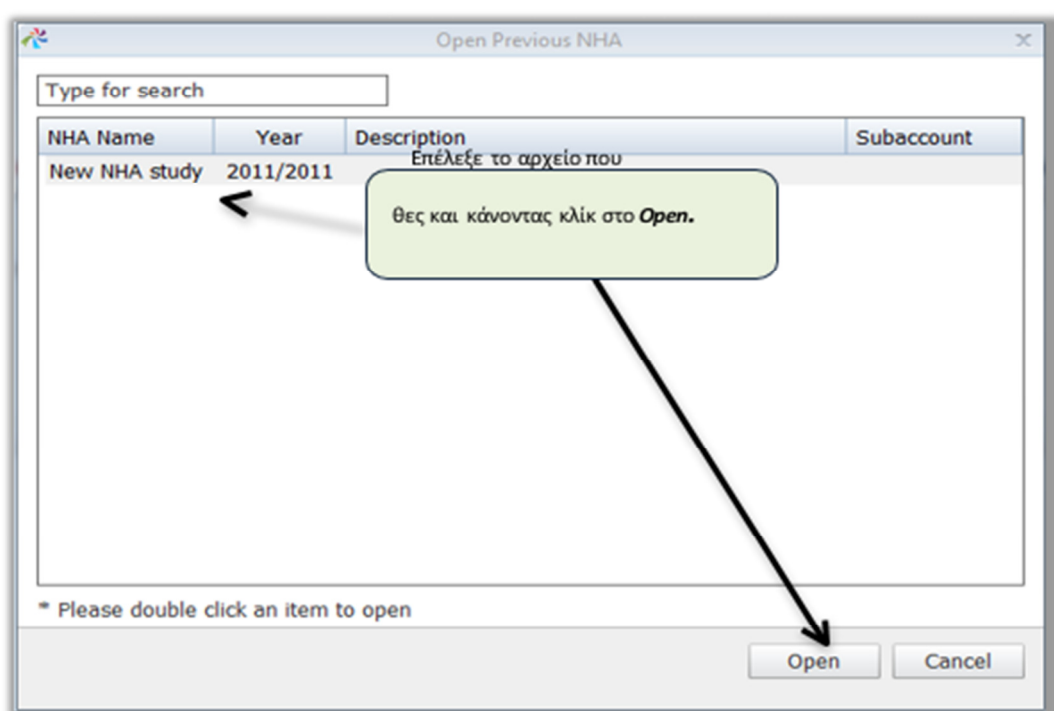 Open Previous NHA
Type for search
NHA Name Year Description Subaccount
New NHA study 2011/2011
Επέλεξε το αρχείο που
θες και κάνοντας κλίκ στο Open.
* Please double click an item to open
Open Cancel